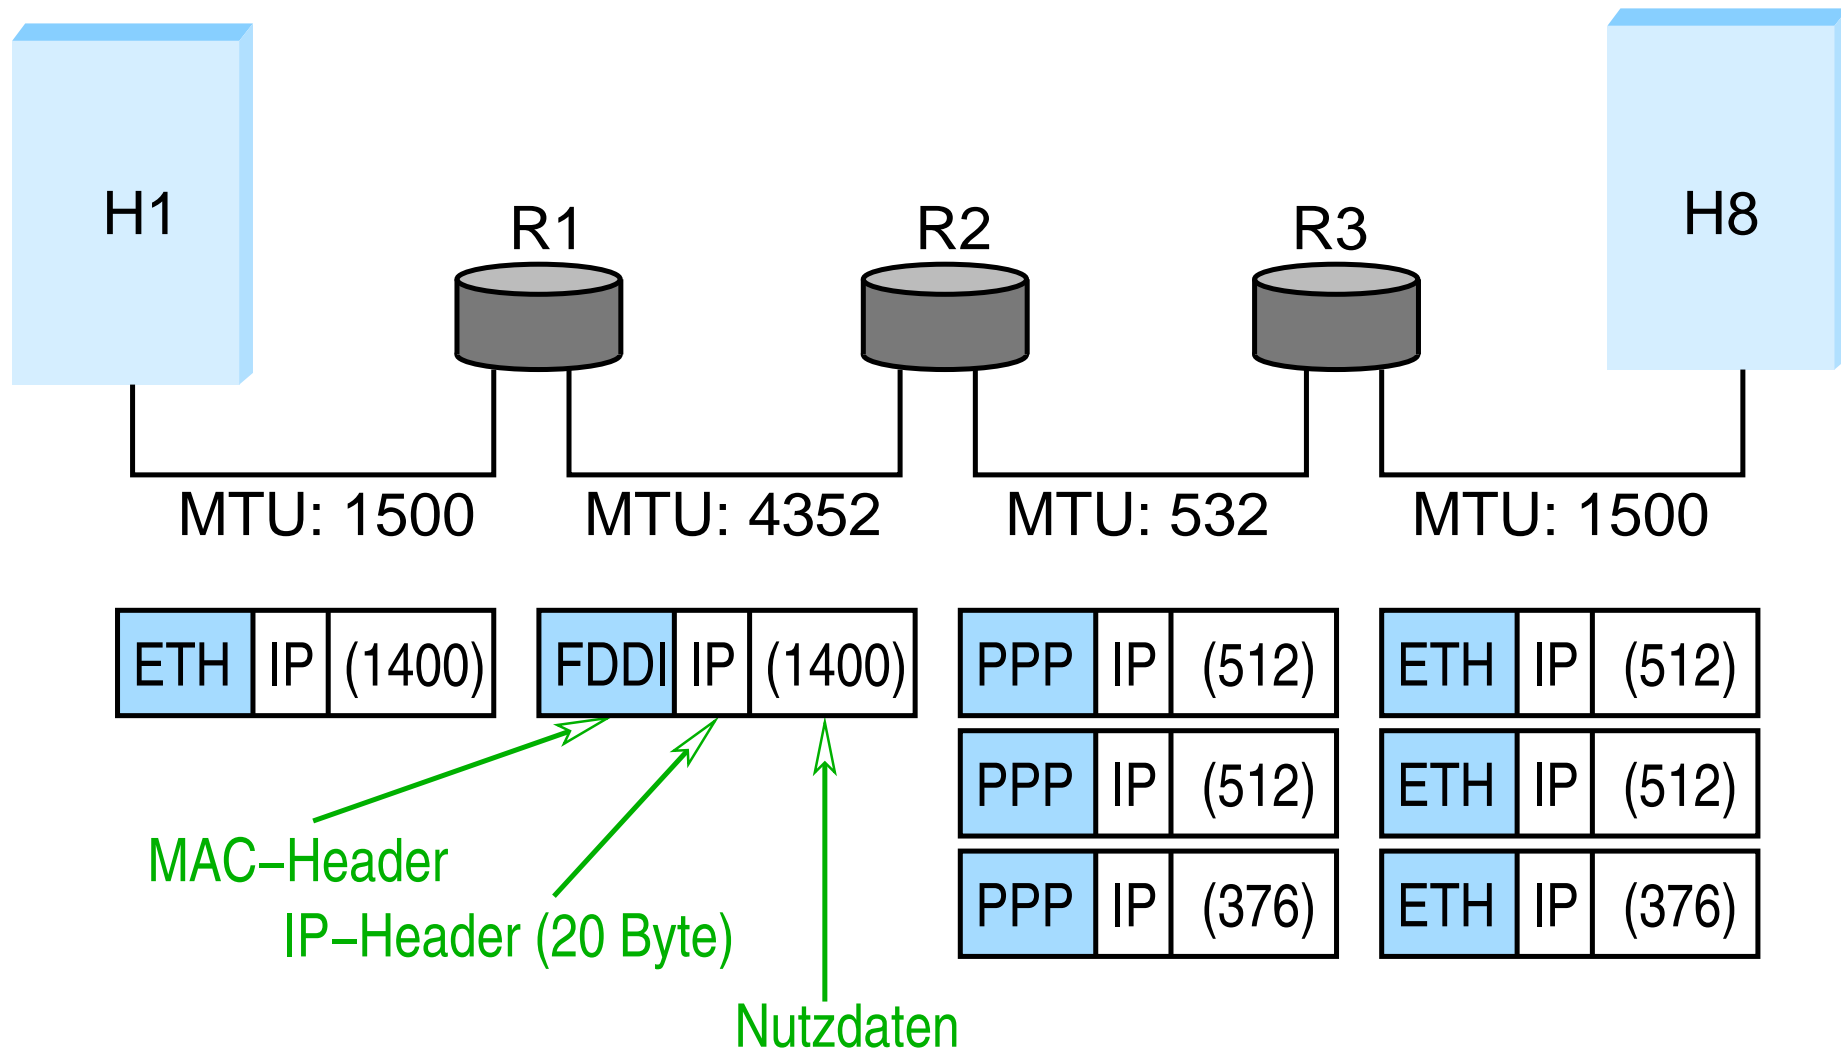 H1
R1
R2
R3
H8
MTU: 1500
MTU: 4352
MTU: 532
MTU: 1500
ETH IP (1400)
FDDI IP (1400)
PPP IP (512)
ETH IP (512)
PPP IP (512)
ETH IP (512)
PPP IP (376)
ETH IP (376)
MAC–Header
IP–Header (20 Byte)
Nutzdaten